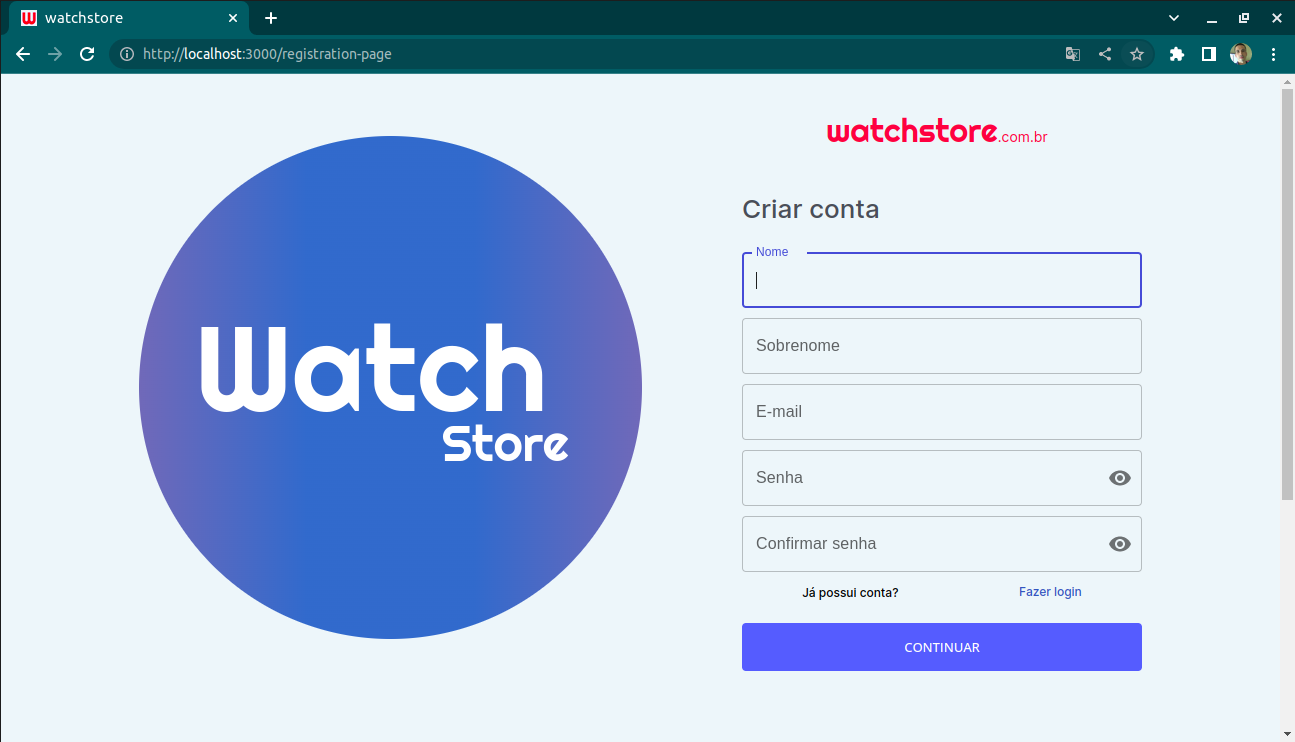 W watchstore
http://localhost:3000/registration-page
watchstore.com.br
Watch
Store
Criar conta
Nome
Sobrenome
E-mail
Senha
Confirmar senha
Já possui conta? Fazer login
CONTINUAR